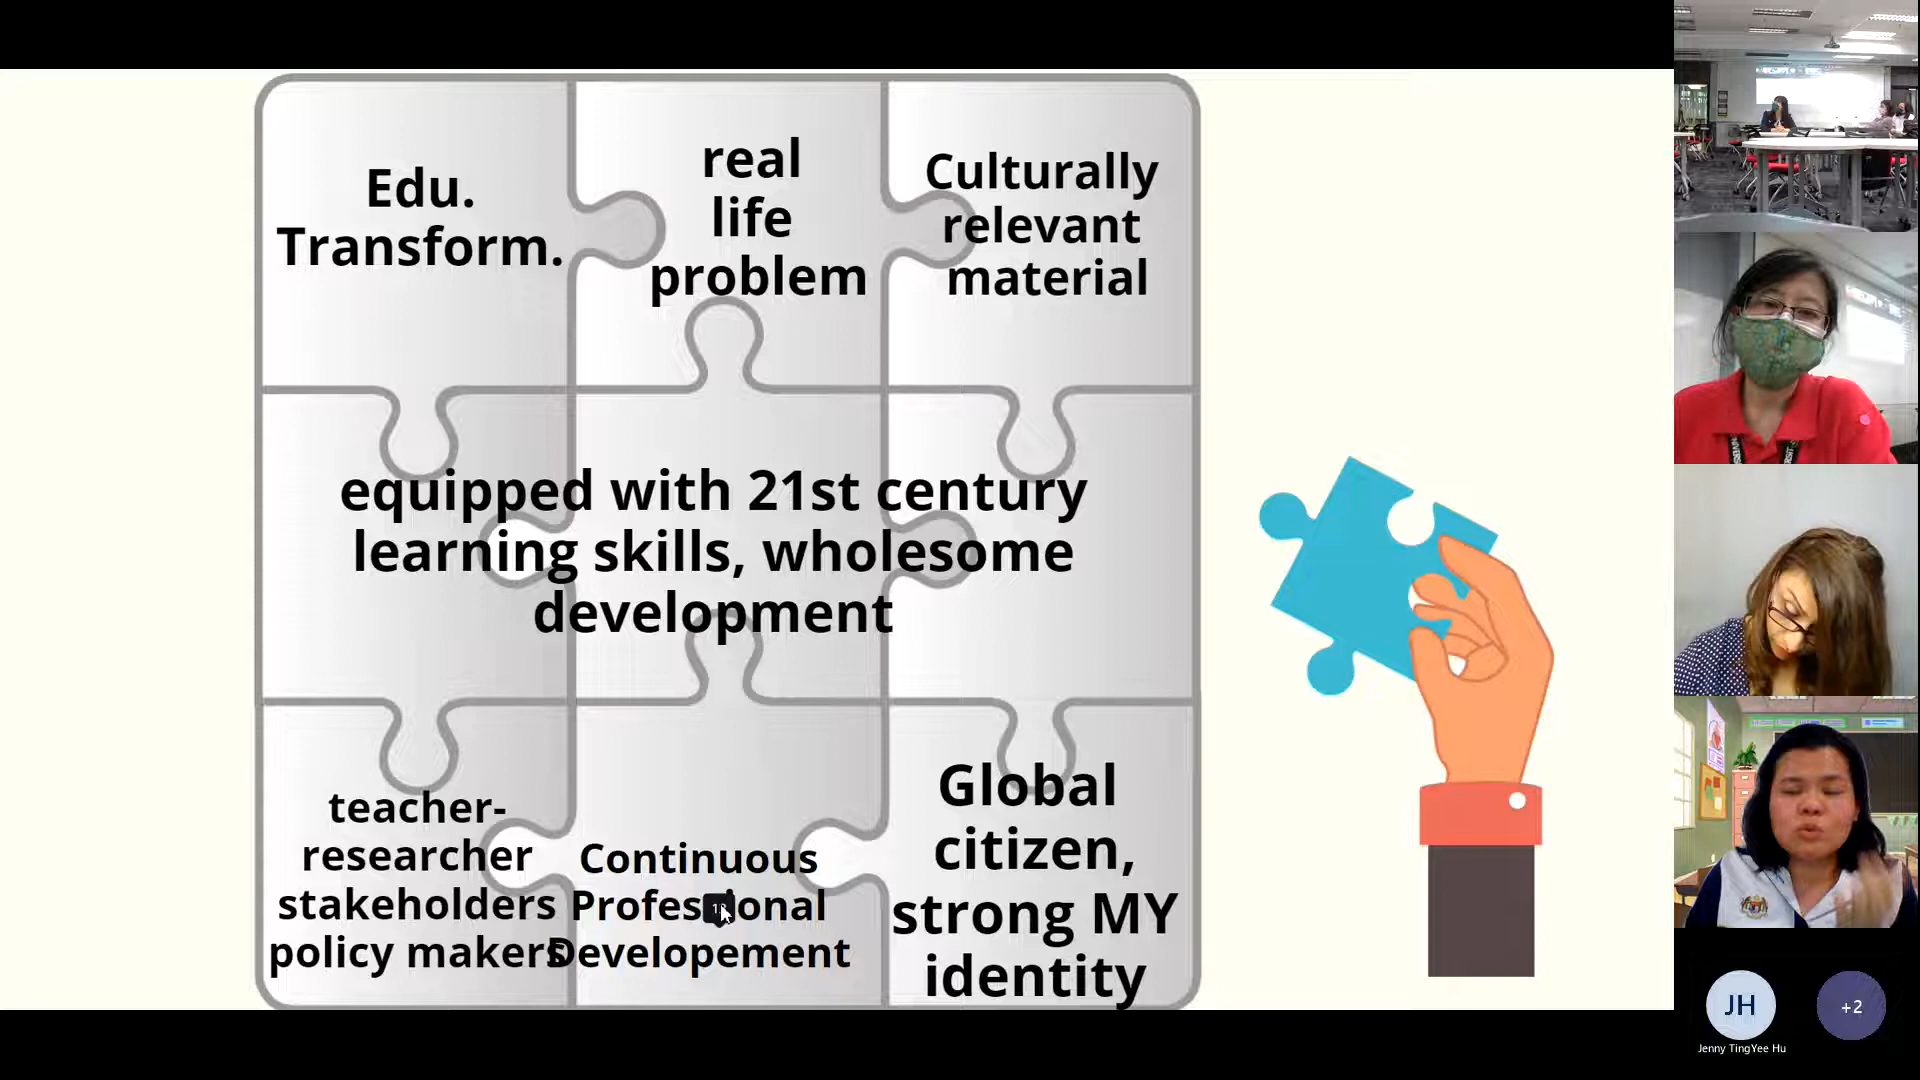 Edu.
Transform.
real
life
problem
Culturally
relevant
material
equipped with 21st century
learning skills, wholesome
development
teacher-
researcher
stakeholders
policy makers
Continuous
Professional
Developement
Global
citizen,
strong MY
identity
JH
+2
Jenny TingYee Hu